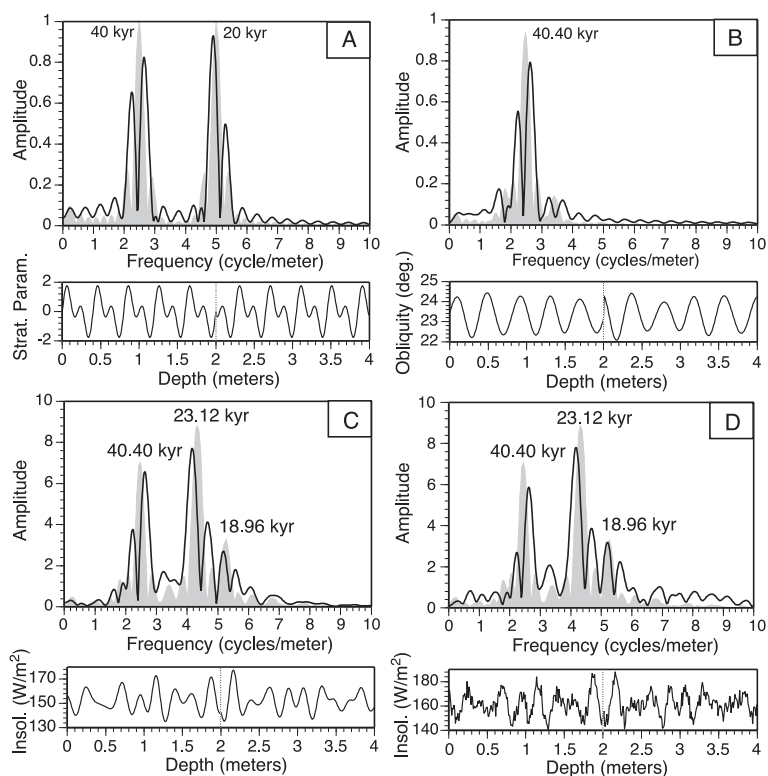 A
40 kyr
20 kyr
Amplitude
1
0.8
0.6
0.4
0.2
0
0 1 2 3 4 5 6 7 8 9 10
Frequency (cycle/meter)
Strat. Param.
2
0
-2
0 0.5 1 1.5 2 2.5 3 3.5 4
Depth (meters)
B
40.40 kyr
Amplitude
1
0.8
0.6
0.4
0.2
0
0 1 2 3 4 5 6 7 8 9 10
Frequency (cycles/meter)
Obliquity (deg.)
25
24
23
22
0 0.5 1 1.5 2 2.5 3 3.5 4
Depth (meters)
C
23.12 kyr
40.40 kyr
18.96 kyr
Amplitude
10
8
6
4
2
0
0 1 2 3 4 5 6 7 8 9 10
Frequency (cycles/meter)
Insol. (W/m²)
170
150
130
0 0.5 1 1.5 2 2.5 3 3.5 4
Depth (meters)
D
23.12 kyr
40.40 kyr
18.96 kyr
Amplitude
10
8
6
4
2
0
0 1 2 3 4 5 6 7 8 9 10
Frequency (cycles/meter)
Insol. (W/m²)
180
160
140
0 0.5 1 1.5 2 2.5 3 3.5 4
Depth (meters)